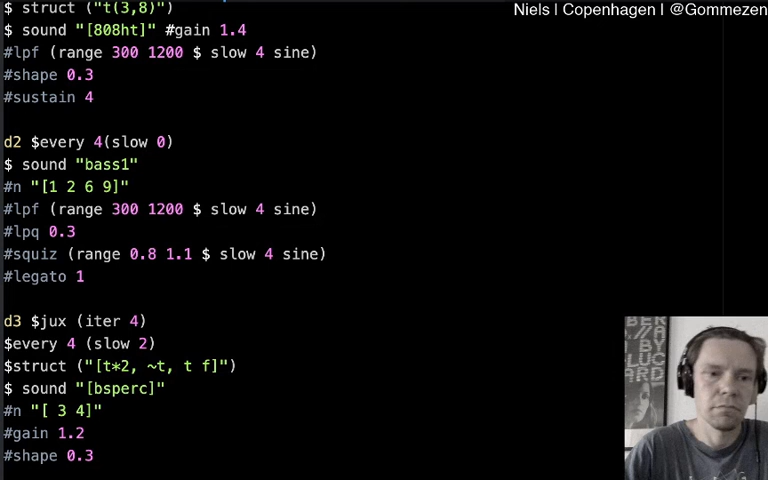 Niels | Copenhagen | @Gommezen
$ struct ("t(3,8)")
$ sound "[808ht]" #gain 1.4
#lpf (range 300 1200 $ slow 4 sine)
#shape 0.3
#sustain 4
d2 $every 4(slow 0)
$ sound "bass1"
#n "[1 2 6 9]"
#lpf (range 300 1200 $ slow 4 sine)
#lpq 0.3
#squiz (range 0.8 1.1 $ slow 4 sine)
#legato 1
d3 $jux (iter 4)
$every 4 (slow 2)
$struct ("[t*2, ~t, t f]")
$ sound "[bsperc]"
#n "[ 3 4]"
#gain 1.2
#shape 0.3